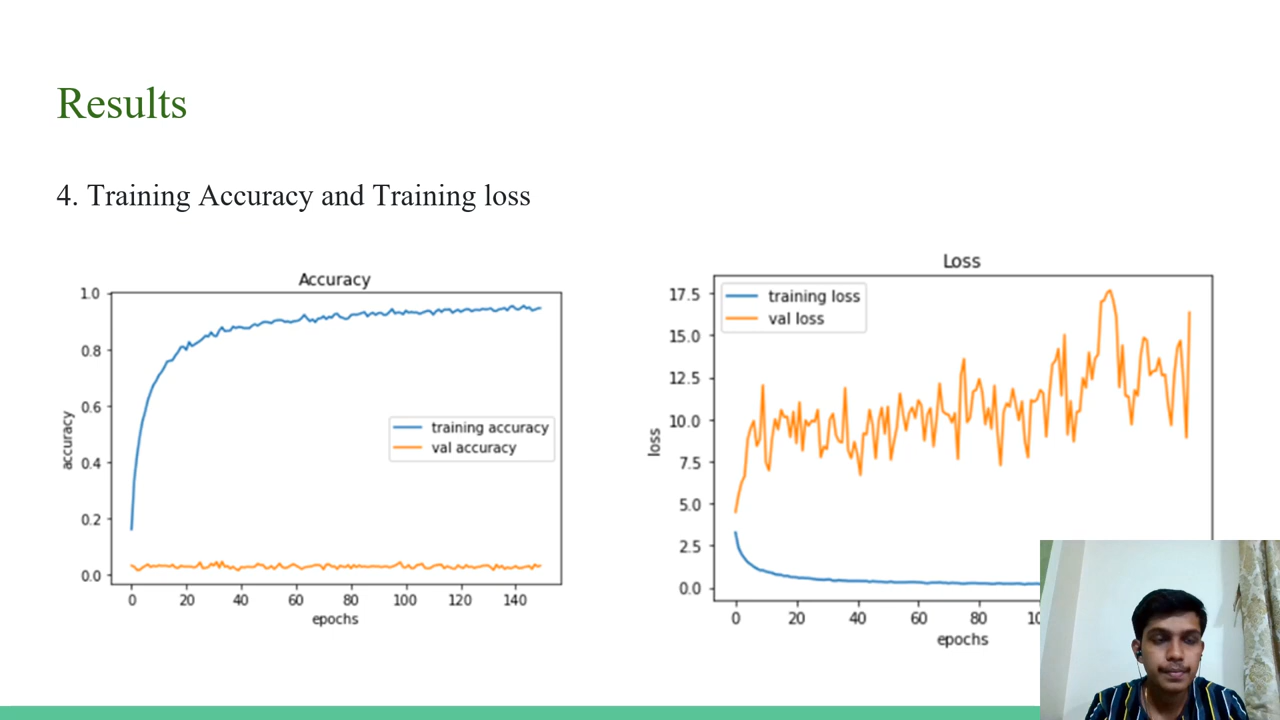 Results
4. Training Accuracy and Training loss
Accuracy
1.0
0.8
0.6
0.4
0.2
0.0
accuracy
training accuracy
val accuracy
0 20 40 60 80 100 120 140
epochs
Loss
17.5
15.0
12.5
10.0
7.5
5.0
2.5
0.0
loss
training loss
val loss
0 20 40 60 80
epochs